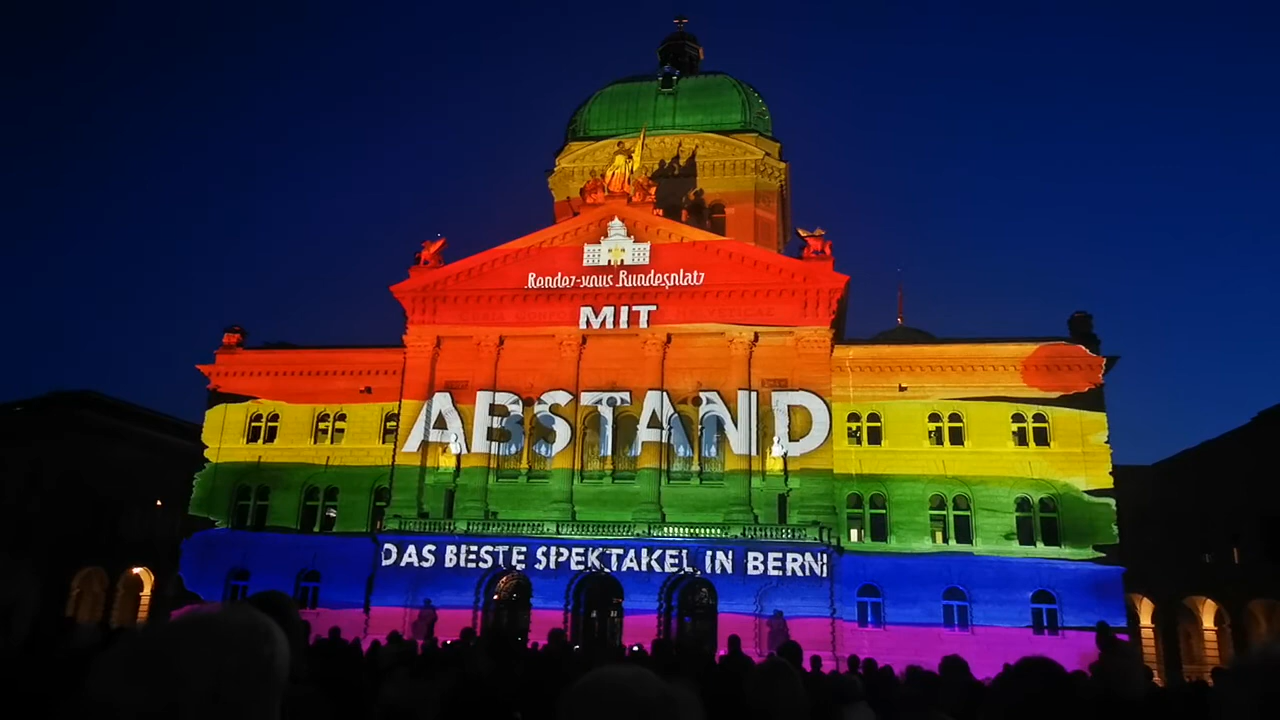 Rendez-vous Bundesplatz
MIT
ABSTAND
DAS BESTE SPEKTAKEL IN BERN!